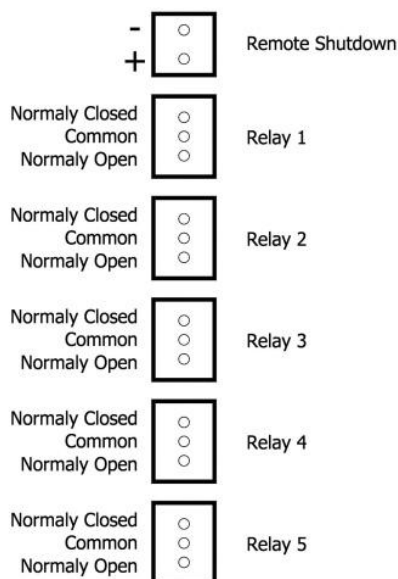 -
+
Remote Shutdown
Normaly Closed
Common
Normaly Open
Relay 1
Normaly Closed
Common
Normaly Open
Relay 2
Normaly Closed
Common
Normaly Open
Relay 3
Normaly Closed
Common
Normaly Open
Relay 4
Normaly Closed
Common
Normaly Open
Relay 5